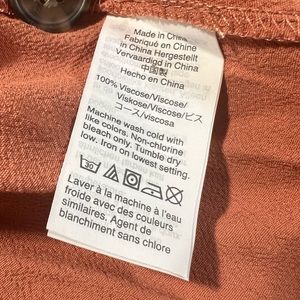 Made in China
Fabriqué en Chine
in China Hergestellt
Vervaardigd in China
中国製
Hecho en China
100% Viscose/Viscose/
Viskose/Viscose/ビス
コース/viscosa
Machine wash cold with
like colors. Non-chlorine
bleach only. Tumble dry
low. Iron on lowest setting.
30
Laver à la machine à l'eau
froide avec des couleurs
similaires. Agent de
blanchiment sans chlore